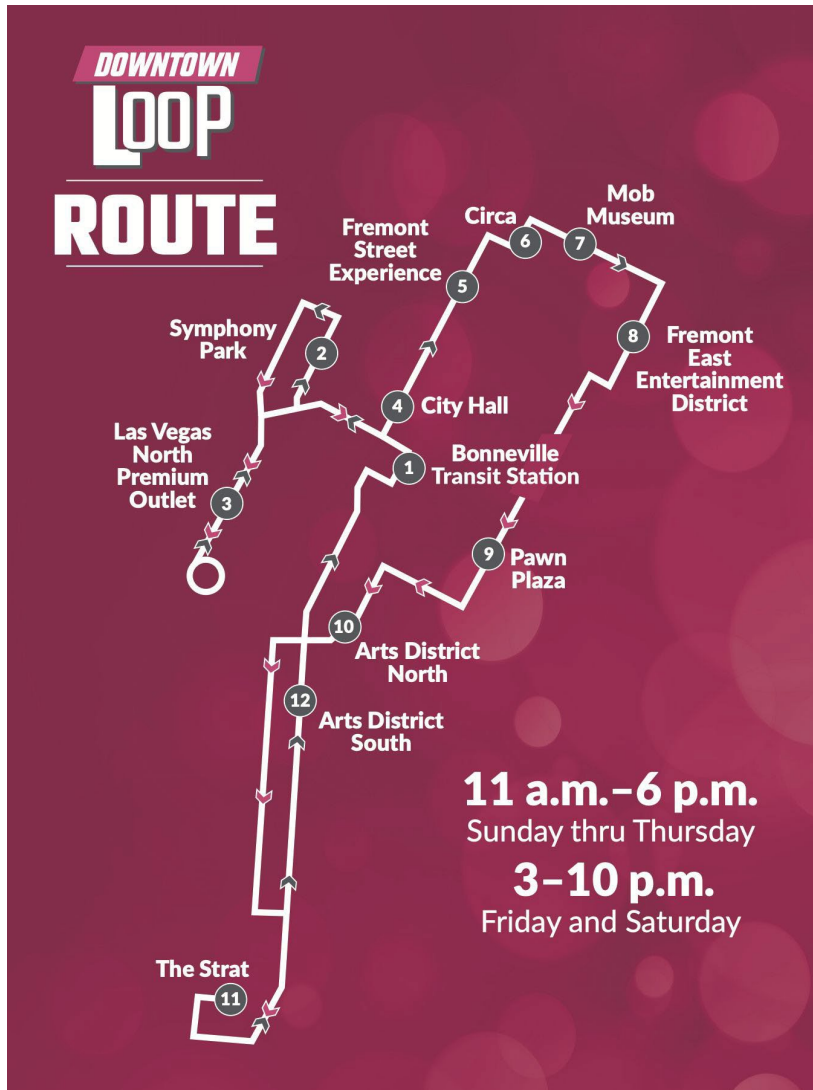 DOWNTOWN
LOOP
ROUTE
Mob
Museum
Circa
6
7
Fremont
Street
Experience
5
Symphony
Park
2
8
Fremont
East
Entertainment
District
4
City Hall
Las Vegas
North
Premium
Outlet
3
1
Bonneville
Transit Station
9
Pawn
Plaza
10
Arts District
North
12
Arts District
South
11 a.m.–6 p.m.
Sunday thru Thursday
3–10 p.m.
Friday and Saturday
The Strat
11